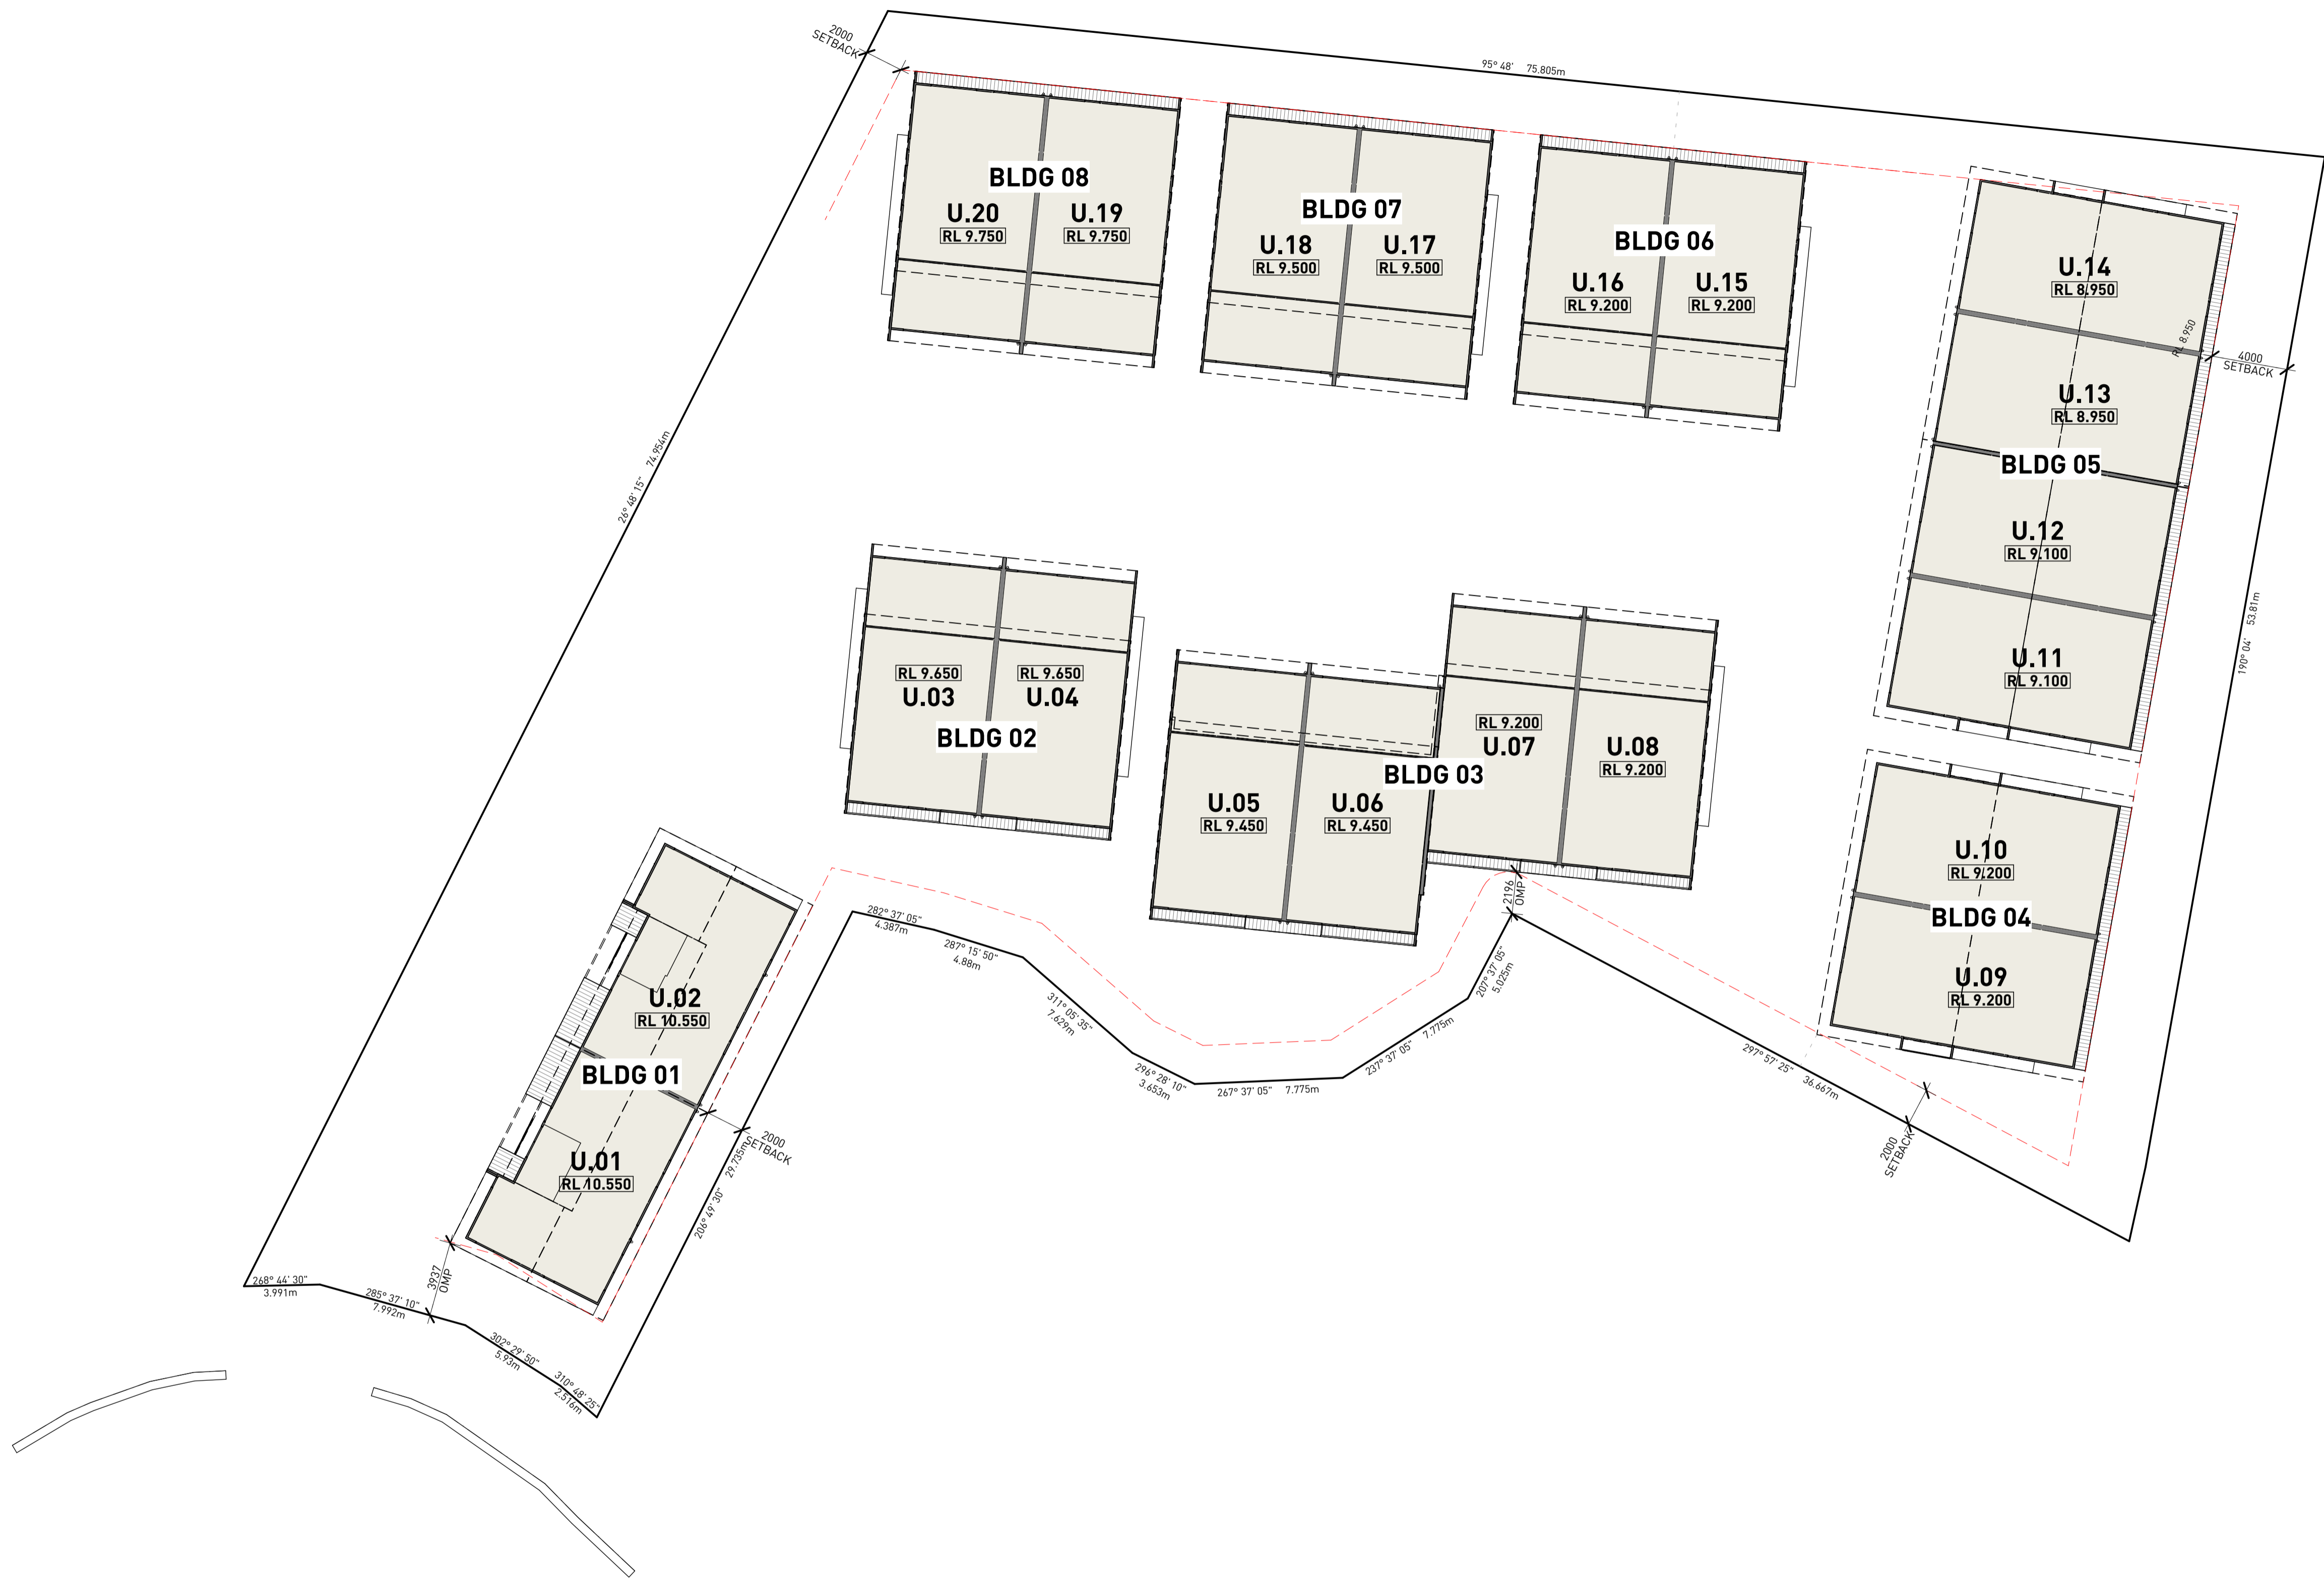 2000
SETBACK
95° 48' 75.805m
BLDG 08
U.20
RL 9.750
U.19
RL 9.750
BLDG 07
U.18
RL 9.500
U.17
RL 9.500
BLDG 06
U.16
RL 9.200
U.15
RL 9.200
U.14
RL 8.950
RL 8.950
4000
SETBACK
U.13
RL 8.950
BLDG 05
U.12
RL 9.100
U.11
RL 9.100
190° 04' 53.81m
26° 48' 15" 74.954m
RL 9.650
U.03
RL 9.650
U.04
BLDG 02
RL 9.200
U.07
U.08
RL 9.200
BLDG 03
U.05
RL 9.450
U.06
RL 9.450
U.10
RL 9.200
BLDG 04
U.09
RL 9.200
2196
OMP
282° 37' 05"
4.387m
287° 15' 50"
4.88m
311° 05' 35"
7.629m
296° 28' 10"
3.653m
267° 37' 05" 7.775m
237° 37' 05" 7.775m
207° 37' 05"
5.025m
297° 57' 25" 36.667m
2000
SETBACK
U.02
RL 10.550
BLDG 01
U.01
RL 10.550
2000
SETBACK
206° 49' 30" 29.735m
3937
OMP
268° 44' 30"
3.991m
285° 37' 10"
7.992m
302° 29' 50"
5.93m
310° 48' 25"
2.516m